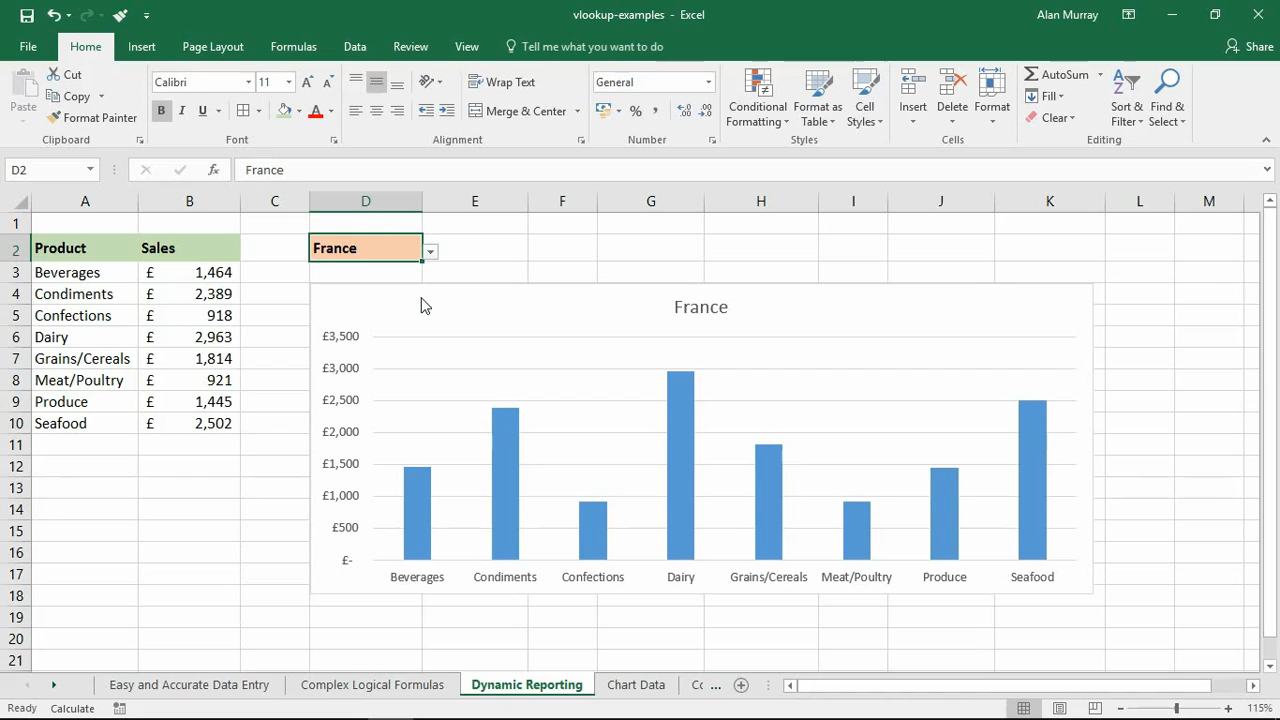 vlookup-examples - Excel
Alan Murray
File Home Insert Page Layout Formulas Data Review View Tell me what you want to do Share
Paste
Cut
Copy
Format Painter
Clipboard
Calibri 11
B I U
Font
Wrap Text
Merge & Center
Alignment
General
Number
Conditional Formatting
Format as Table
Cell Styles
Styles
Insert
Delete
Format
Cells
AutoSum
Fill
Clear
Sort & Filter
Find & Select
Editing
D2
fx
France
A B C D E F G H I J K L M
1
2 Product Sales France
3 Beverages £ 1,464
4 Condiments £ 2,389
5 Confections £ 918
6 Dairy £ 2,963
7 Grains/Cereals £ 1,814
8 Meat/Poultry £ 921
9 Produce £ 1,445
10 Seafood £ 2,502
11
12
13
14
15
16
17
18
19
20
21
France
£3,500
£3,000
£2,500
£2,000
£1,500
£1,000
£500
£-
Beverages Condiments Confections Dairy Grains/Cereals Meat/Poultry Produce Seafood
Easy and Accurate Data Entry Complex Logical Formulas Dynamic Reporting Chart Data Cc ...
Ready Calculate 115%